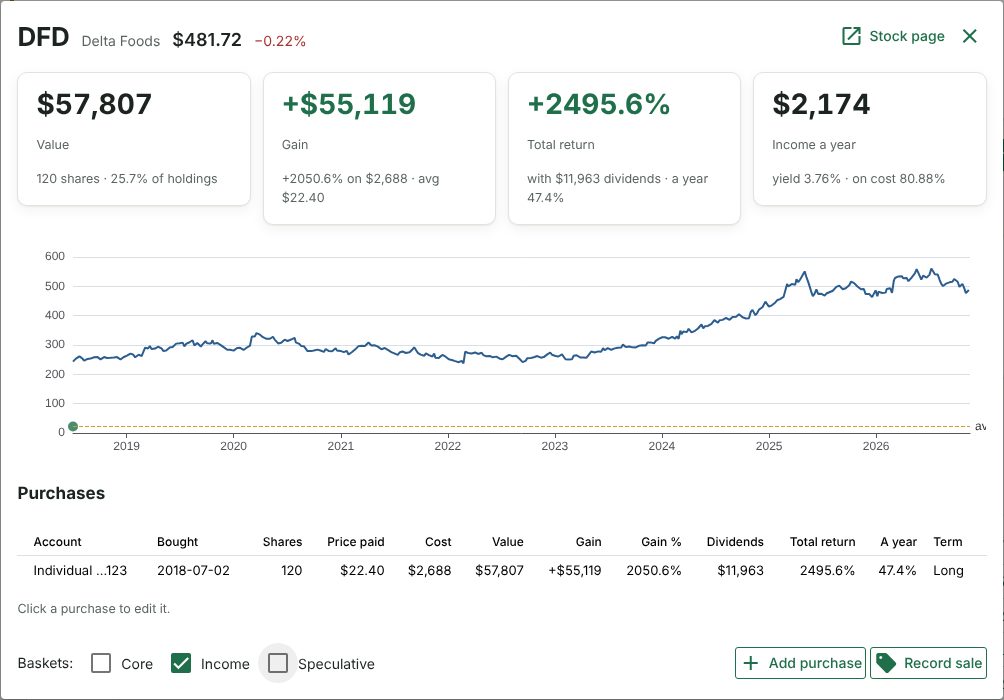 DFD Delta Foods $481.72 −0.22% Stock page
$57,807
Value
120 shares · 25.7% of holdings
+$55,119
Gain
+2050.6% on $2,688 · avg
$22.40
+2495.6%
Total return
with $11,963 dividends · a year
47.4%
$2,174
Income a year
yield 3.76% · on cost 80.88%
600
500
400
300
200
100
0
2019 2020 2021 2022 2023 2024 2025 2026
Purchases
Account Bought Shares Price paid Cost Value Gain Gain % Dividends Total return A year Term
Individual ...123 2018-07-02 120 $22.40 $2,688 $57,807 +$55,119 2050.6% $11,963 2495.6% 47.4% Long
Click a purchase to edit it.
Baskets: Core Income Speculative Add purchase Record sale